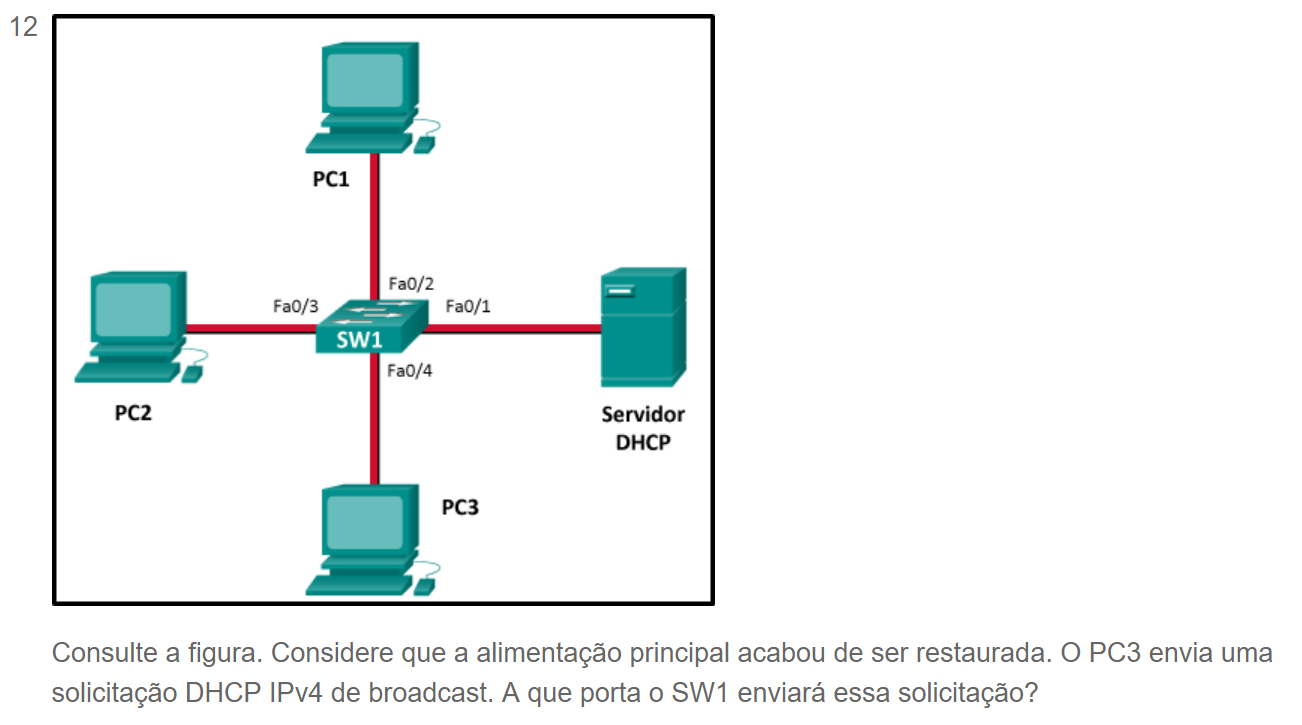 12
PC1
Fa0/2
Fa0/3
Fa0/1
SW1
Fa0/4
PC2
Servidor
DHCP
PC3
Consulte a figura. Considere que a alimentação principal acabou de ser restaurada. O PC3 envia uma
solicitação DHCP IPv4 de broadcast. A que porta o SW1 enviará essa solicitação?